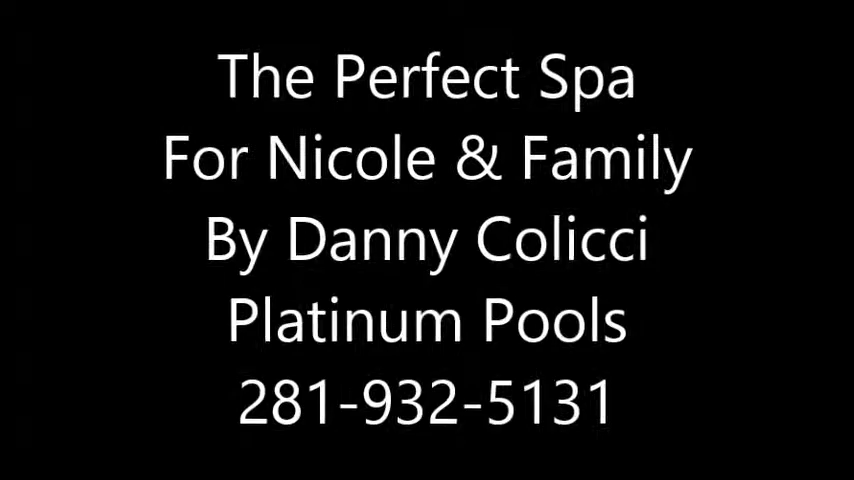 The Perfect Spa
For Nicole & Family
By Danny Colicci
Platinum Pools
281-932-5131